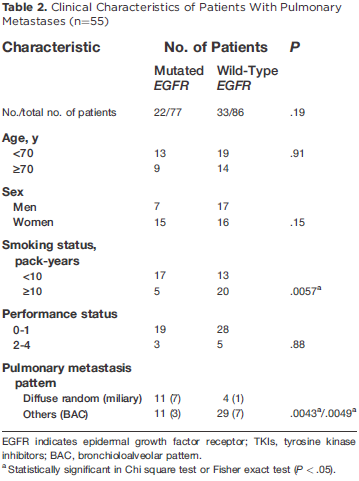 Table 2. Clinical Characteristics of Patients With Pulmonary
Metastases (n=55)
Characteristic No. of Patients P
Mutated EGFR Wild-Type EGFR
No./total no. of patients 22/77 33/86 .19
Age, y
<70 13 19 .91
≥70 9 14
Sex
Men 7 17
Women 15 16 .15
Smoking status,
pack-years
<10 17 13
≥10 5 20 .0057a
Performance status
0-1 19 28
2-4 3 5 .88
Pulmonary metastasis
pattern
Diffuse random (miliary) 11 (7) 4 (1)
Others (BAC) 11 (3) 29 (7) .0043a/.0049a
EGFR indicates epidermal growth factor receptor; TKIs, tyrosine kinase
inhibitors; BAC, bronchioloalveolar pattern.
a Statistically significant in Chi square test or Fisher exact test (P < .05).